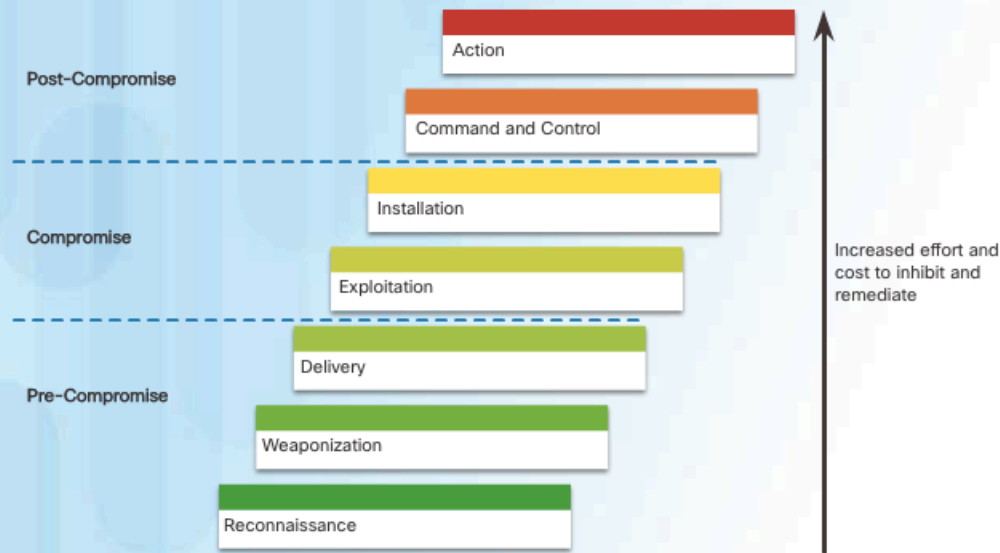 Action
Post-Compromise
Command and Control
Installation
Compromise
Increased effort and
cost to inhibit and
remediate
Exploitation
Delivery
Pre-Compromise
Weaponization
Reconnaissance